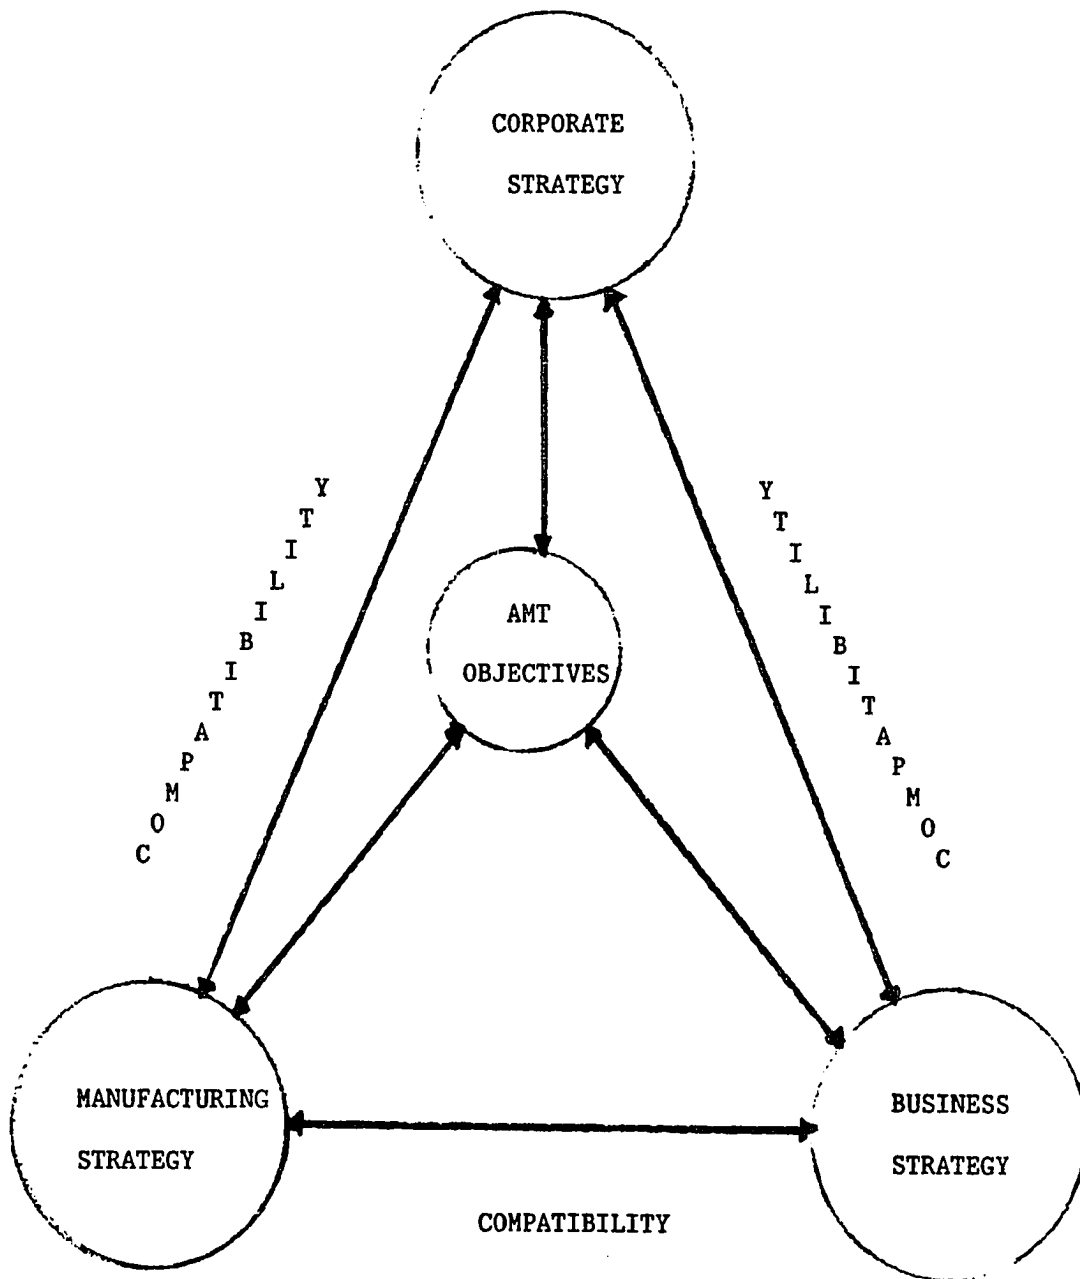 CORPORATE
STRATEGY
COMPATIBILITY
YTILIBITAPMOC
AMT
OBJECTIVES
MANUFACTURING
STRATEGY
BUSINESS
STRATEGY
COMPATIBILITY